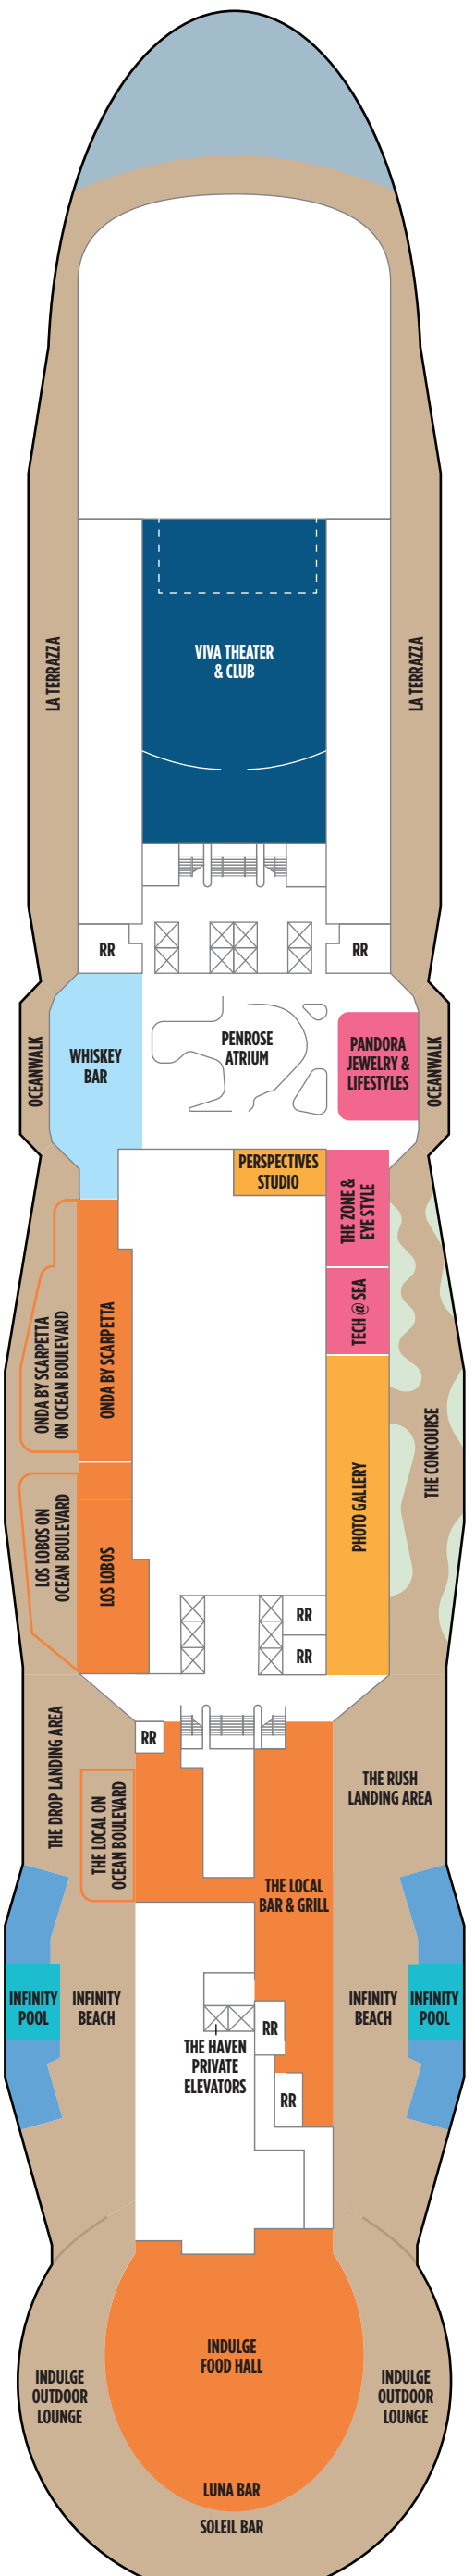 VIVA THEATER
& CLUB
LA TERRAZZA
LA TERRAZZA
RR
RR
OCEANWALK
WHISKEY
BAR
PENROSE
ATRIUM
PANDORA
JEWELRY &
LIFESTYLES
OCEANWALK
PERSPECTIVES
STUDIO
THE ZONE &
EYE STYLE
TECH @ SEA
ONDA BY SCARPETTA
ON OCEAN BOULEVARD
ONDA BY SCARPETTA
THE CONCOURSE
PHOTO GALLERY
LOS LOBOS ON
OCEAN BOULEVARD
LOS LOBOS
RR
RR
THE DROP LANDING AREA
RR
THE LOCAL ON
OCEAN BOULEVARD
THE RUSH
LANDING AREA
THE LOCAL
BAR & GRILL
INFINITY
POOL
INFINITY
BEACH
INFINITY
BEACH
INFINITY
POOL
RR
THE HAVEN
PRIVATE
ELEVATORS
RR
INDULGE
FOOD HALL
INDULGE
OUTDOOR
LOUNGE
INDULGE
OUTDOOR
LOUNGE
LUNA BAR
SOLEIL BAR